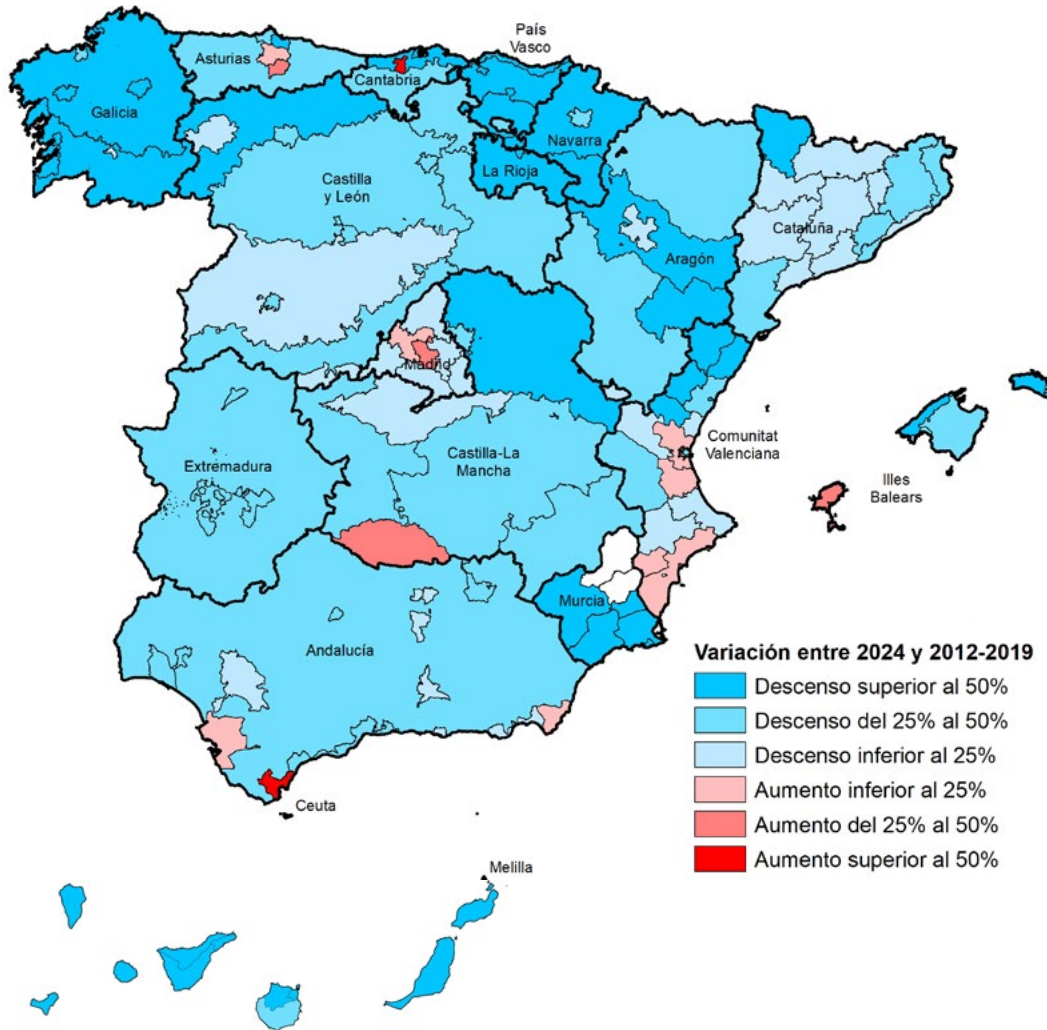 País
Vasco
Asturias
Cantabria
Galicia
Navarra
La Rioja
Castilla
y León
Cataluña
Aragón
Madrid
Comunitat
Valenciana
Castilla-La
Mancha
Extremadura
Illes
Balears
Murcia
Andalucía
Variación entre 2024 y 2012-2019
Descenso superior al 50%
Descenso del 25% al 50%
Descenso inferior al 25%
Aumento inferior al 25%
Aumento del 25% al 50%
Aumento superior al 50%
Ceuta
Melilla